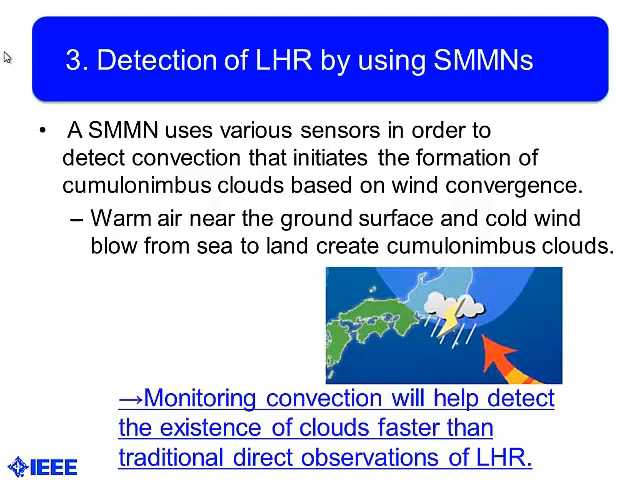 3. Detection of LHR by using SMMNs
• A SMMN uses various sensors in order to
detect convection that initiates the formation of
cumulonimbus clouds based on wind convergence.
– Warm air near the ground surface and cold wind
blow from sea to land create cumulonimbus clouds.
→Monitoring convection will help detect
the existence of clouds faster than
traditional direct observations of LHR.
IEEE